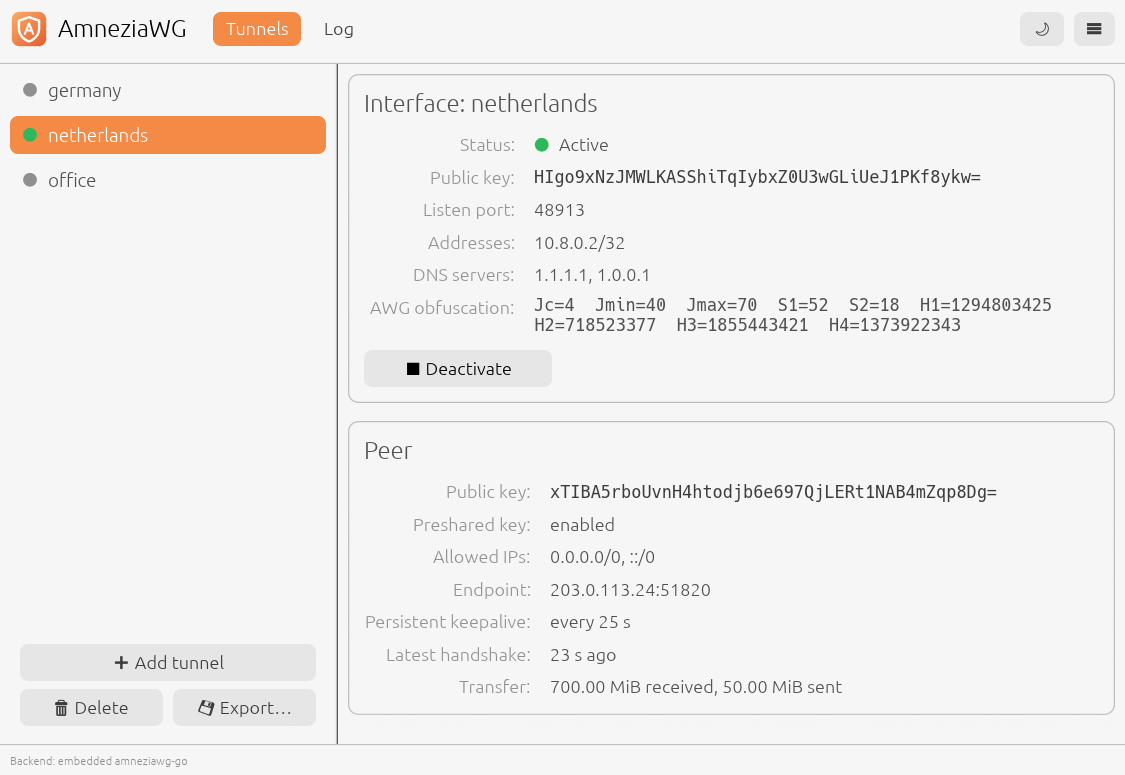 AmneziaWG
Tunnels
Log
germany
netherlands
office
+ Add tunnel
Delete
Export...
Interface: netherlands
Status: Active
Public key: HIgo9xNzJMWLKASShiTqIybxZ0U3wGLiUeJ1PKf8ykw=
Listen port: 48913
Addresses: 10.8.0.2/32
DNS servers: 1.1.1.1, 1.0.0.1
AWG obfuscation: Jc=4 Jmin=40 Jmax=70 S1=52 S2=18 H1=1294803425
H2=718523377 H3=1855443421 H4=1373922343
Deactivate
Peer
Public key: xTIBA5rboUvnH4htodjb6e697QjLERt1NAB4mZqp8Dg=
Preshared key: enabled
Allowed IPs: 0.0.0.0/0, ::/0
Endpoint: 203.0.113.24:51820
Persistent keepalive: every 25 s
Latest handshake: 23 s ago
Transfer: 700.00 MiB received, 50.00 MiB sent
Backend: embedded amneziawg-go